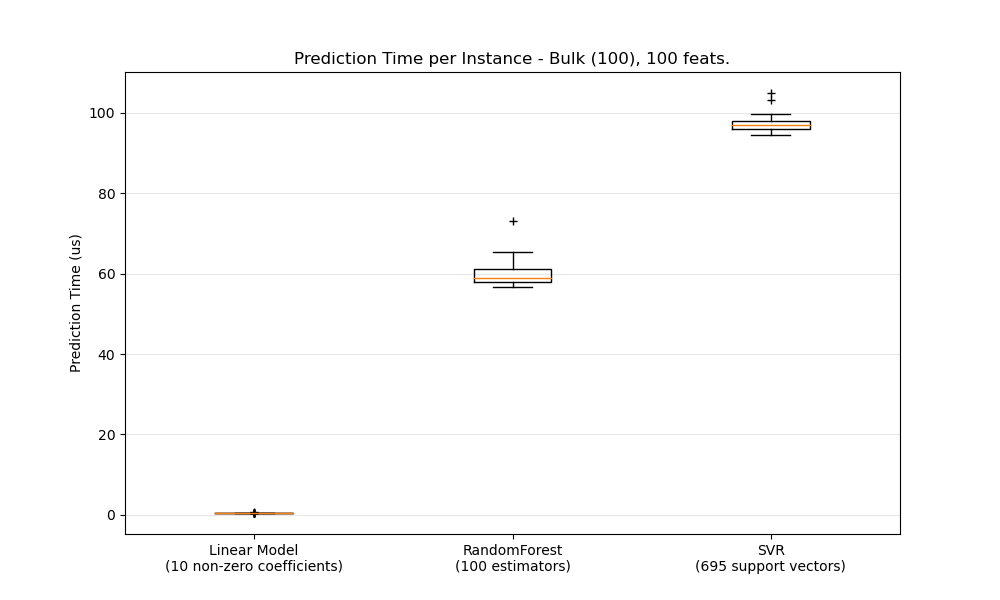 Prediction Time per Instance - Bulk (100), 100 feats.
Prediction Time (us)
100
80
60
40
20
0
Linear Model
(10 non-zero coefficients)
RandomForest
(100 estimators)
SVR
(695 support vectors)